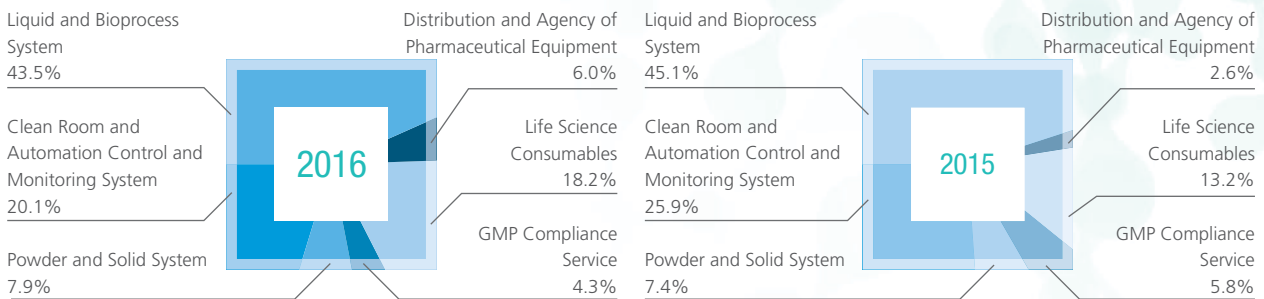 Liquid and Bioprocess
System
43.5%
Distribution and Agency of
Pharmaceutical Equipment
6.0%
Clean Room and
Automation Control and
Monitoring System
20.1%
2016
Life Science
Consumables
18.2%
Powder and Solid System
7.9%
GMP Compliance
Service
4.3%
Liquid and Bioprocess
System
45.1%
Distribution and Agency of
Pharmaceutical Equipment
2.6%
Clean Room and
Automation Control and
Monitoring System
25.9%
2015
Life Science
Consumables
13.2%
Powder and Solid System
7.4%
GMP Compliance
Service
5.8%